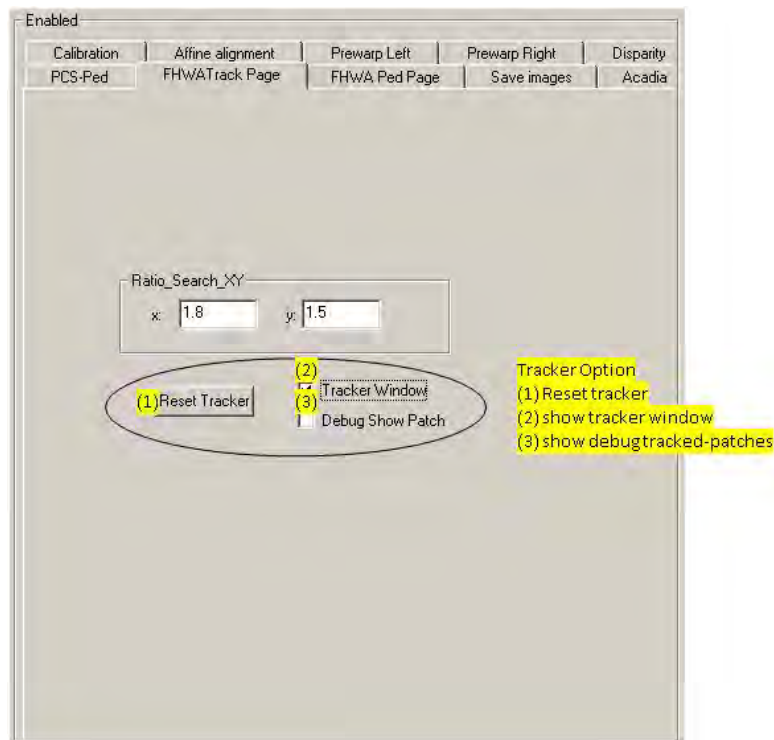 Enabled
Calibration Affine alignment Prewarp Left Prewarp Right Disparity
PCS-Ped FHWATrack Page FHWA Ped Page Save images Acadia
Ratio_Search_XY
x: 1.8 y: 1.5
(2)
(1) Reset Tracker Tracker Window
(3)
Debug Show Patch
Tracker Option
(1) Reset tracker
(2) show tracker window
(3) show debug tracked-patches